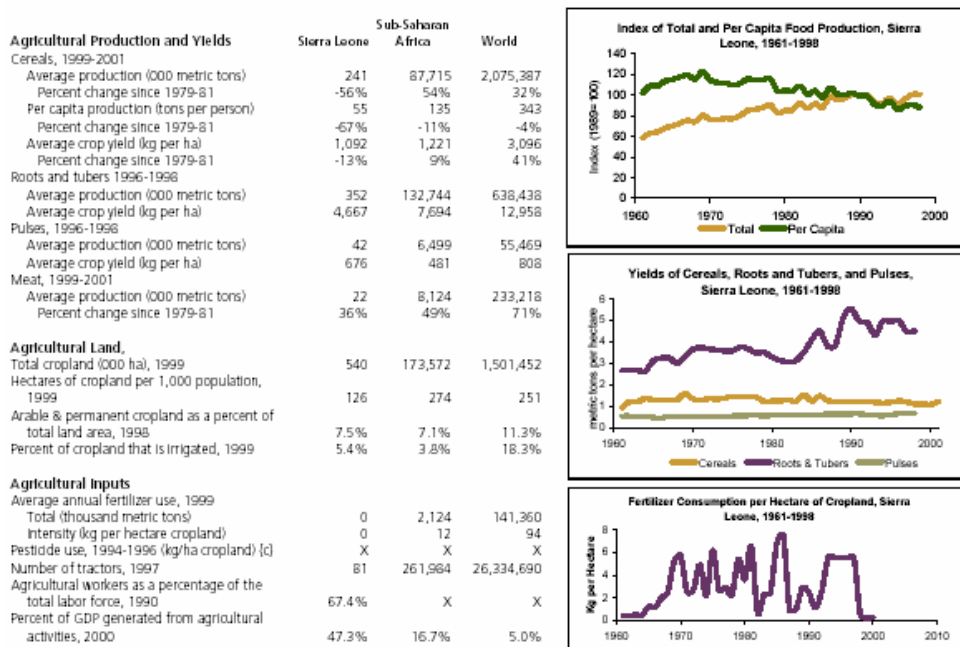 Agricultural Production and Yields Sierra Leone Sub-Saharan Africa World
Cereals, 1999-2001
Average production (000 metric tons) 241 87,715 2,075,387
Percent change since 1979-81 -56% 54% 32%
Per capita production (tons per person) 55 135 343
Percent change since 1979-81 -67% -11% -4%
Average crop yield (kg per ha) 1,092 1,221 3,096
Percent change since 1979-81 -13% 9% 41%
Roots and tubers 1996-1998
Average production (000 metric tons) 352 132,744 638,438
Average crop yield (kg per ha) 4,667 7,694 12,958
Pulses, 1996-1998
Average production (000 metric tons) 42 6,499 55,469
Average crop yield (kg per ha) 676 481 808
Meat, 1999-2001
Average production (000 metric tons) 22 8,124 233,218
Percent change since 1979-81 36% 49% 71%
Agricultural Land,
Total cropland (000 ha), 1999 540 173,572 1,501,452
Hectares of cropland per 1,000 population,
1999 126 274 251
Arable & permanent cropland as a percent of
total land area, 1998 7.5% 7.1% 11.3%
Percent of cropland that is irrigated, 1999 5.4% 3.8% 18.3%
Agricultural Inputs
Average annual fertilizer use, 1999
Total (thousand metric tons) 0 2,124 141,360
Intensity (kg per hectare cropland) 0 12 94
Pesticide use, 1994-1996 (kg/ha cropland) {c} X X X
Number of tractors, 1997 81 261,984 26,334,690
Agricultural workers as a percentage of the
total labor force, 1990 67.4% X X
Percent of GDP generated from agricultural
activities, 2000 47.3% 16.7% 5.0%
Index of Total and Per Capita Food Production, Sierra
Leone, 1961-1998
Index (1989=100)
140
120
100
80
60
40
20
0
1960 1970 1980 1990 2000
Total Per Capita
Yields of Cereals, Roots and Tubers, and Pulses,
Sierra Leone, 1961-1998
metric tons per hectare
6
5
4
3
2
1
0
1960 1970 1980 1990 2000
Cereals Roots & Tubers Pulses
Fertilizer Consumption per Hectare of Cropland, Sierra
Leone, 1961-1998
Kg per Hectare
8
6
4
2
0
1960 1970 1980 1990 2000 2010